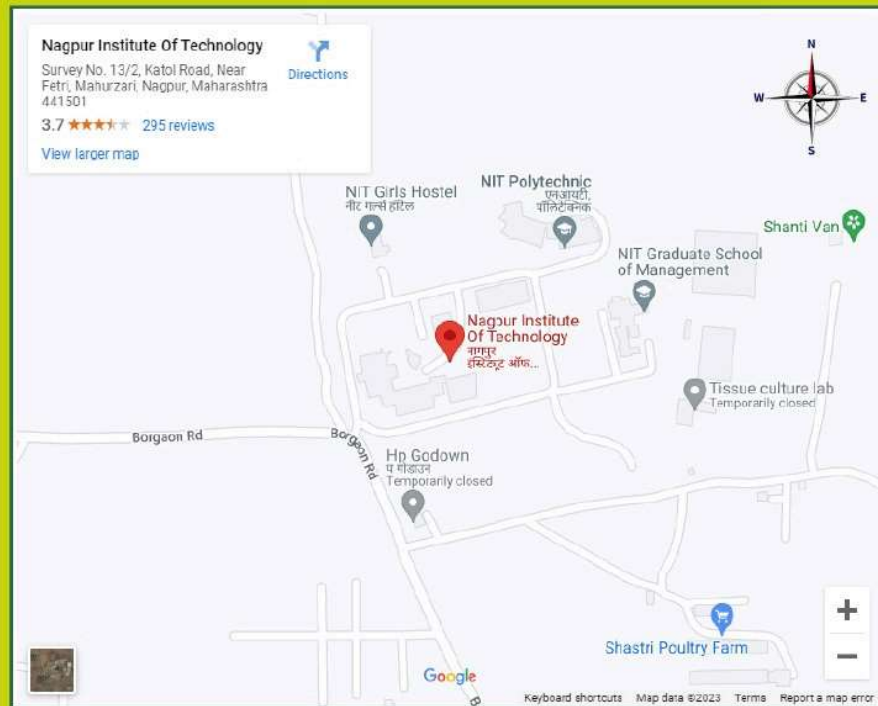 Nagpur Institute Of Technology
Survey No. 13/2, Katol Road, Near
Fetri, Mahurzari, Nagpur, Maharashtra
441501
3.7 295 reviews
View larger map
Directions
N
W E
S
NIT Girls Hostel
नीट गर्ल्स हॉटेल
NIT Polytechnic
एनआयटी,
पॉलिटेक्निक
Shanti Van
NIT Graduate School
of Management
Nagpur Institute
Of Technology
नागपुर
इंस्टिट्यूट ऑफ...
Tissue culture lab
Temporarily closed
Borgaon Rd
Borgaon Rd
Hp Godown
प गोडाउन
Temporarily closed
Shastri Poultry Farm
+
−
Google
B
Keyboard shortcuts Map data ©2023 Terms Report a map error